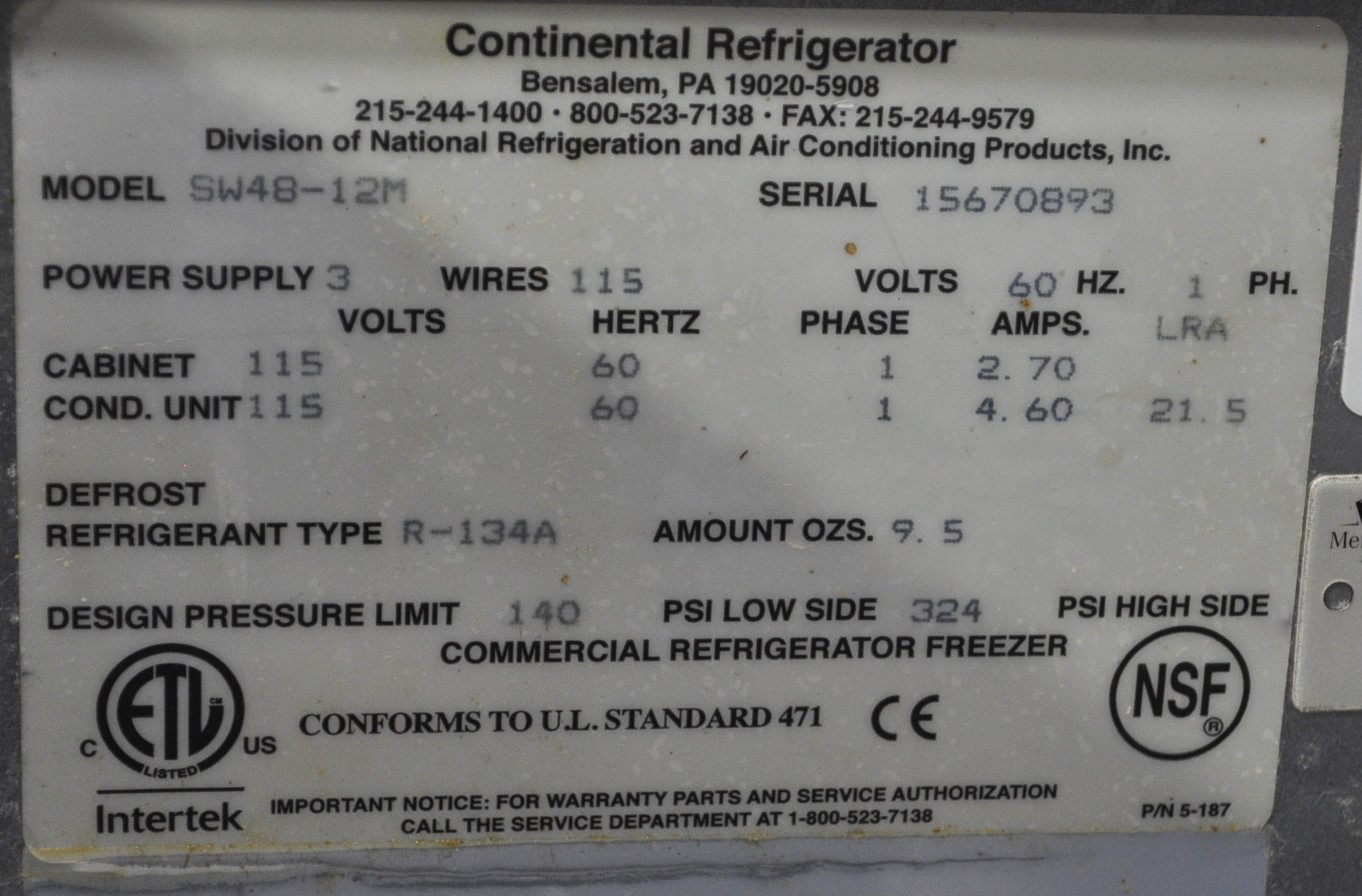 Continental Refrigerator
Bensalem, PA 19020-5908
215-244-1400 · 800-523-7138 · FAX: 215-244-9579
Division of National Refrigeration and Air Conditioning Products, Inc.
MODEL SW48-12M SERIAL 15670893
POWER SUPPLY 3 WIRES 115 VOLTS 60 HZ. 1 PH.
VOLTS HERTZ PHASE AMPS. LRA
CABINET 115 60 1 2.70
COND. UNIT 115 60 1 4.60 21.5
DEFROST
REFRIGERANT TYPE R-134A AMOUNT OZS. 9.5
DESIGN PRESSURE LIMIT 140 PSI LOW SIDE 324 PSI HIGH SIDE
COMMERCIAL REFRIGERATOR FREEZER
ETL CM
C US
LISTED
Intertek
CONFORMS TO U.L. STANDARD 471 CE
NSF ®
IMPORTANT NOTICE: FOR WARRANTY PARTS AND SERVICE AUTHORIZATION
CALL THE SERVICE DEPARTMENT AT 1-800-523-7138
P/N 5-187